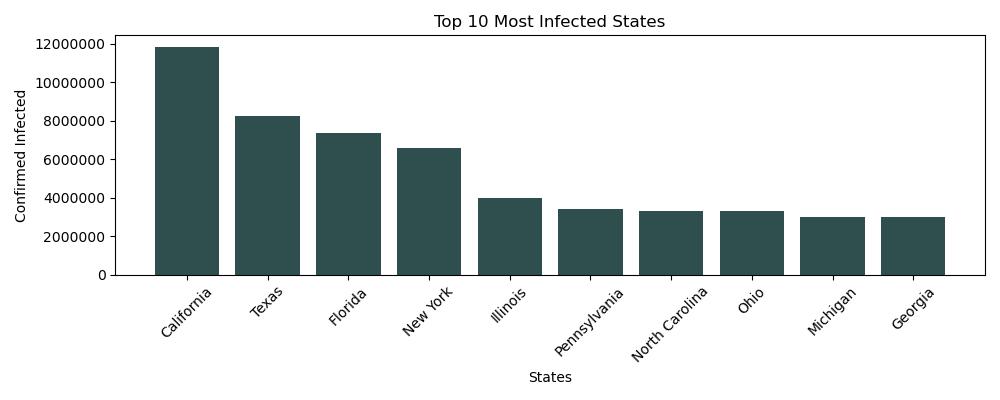 Top 10 Most Infected States
Confirmed Infected
12000000
10000000
8000000
6000000
4000000
2000000
0
California
Texas
Florida
New York
Illinois
Pennsylvania
North Carolina
Ohio
Michigan
Georgia
States